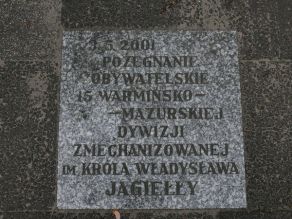 3.5.2001
POŻEGNANIE
OBYWATELSKIE
15 WARMIŃSKO-
-MAZURSKIEJ
DYWIZJI
ZMECHANIZOWANEJ
IM. KRÓLA WŁADYSŁAWA
JAGIEŁŁY